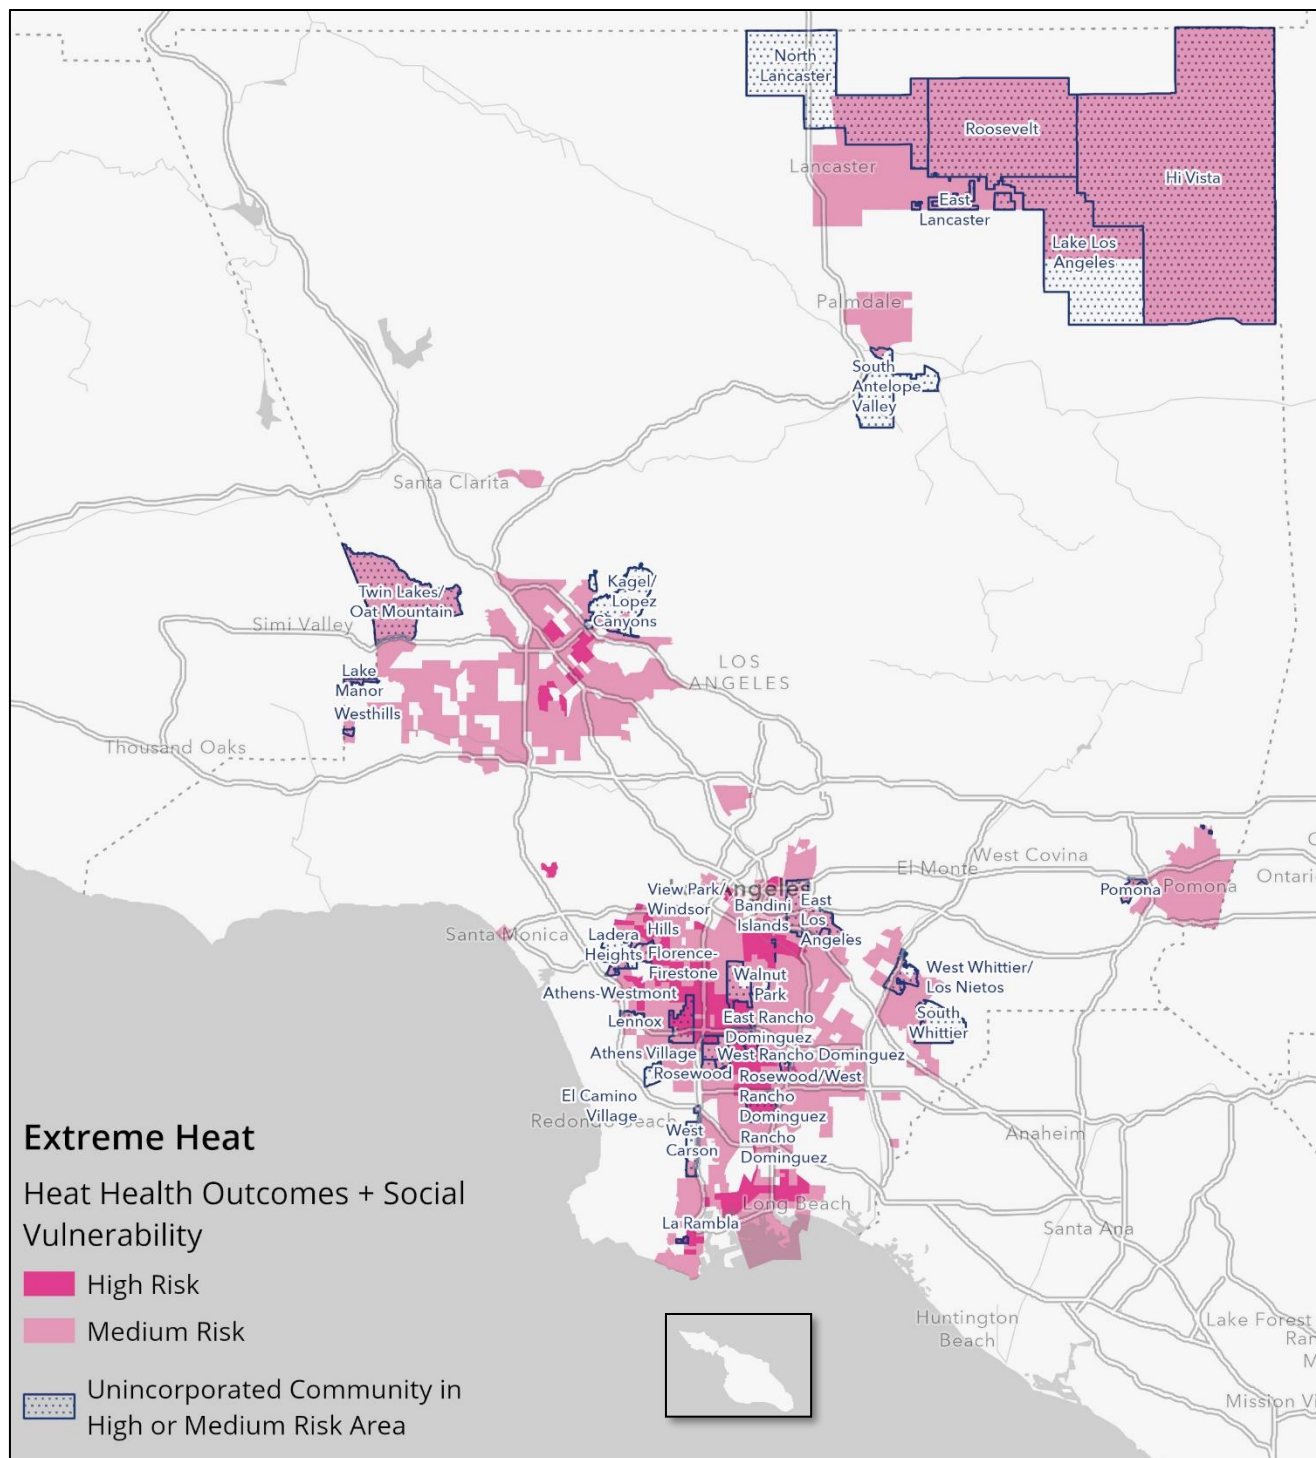 North
Lancaster
Roosevelt
Lancaster
Hi Vista
East
Lancaster
Lake Los
Angeles
Palmdale
South
Antelope
Valley
Santa Clarita
Twin Lakes/
Oat Mountain
Kagel/
Lopez
Canyons
Simi Valley
LOS
ANGELES
Lake
Manor
Westhills
Thousand Oaks
El Monte
West Covina
Pomona
Pomona
Ontario
View Park/
Windsor
Hills
Bandini
Islands
East
Los
Angeles
Santa Monica
Ladera
Heights
Florence-
Firestone
Walnut
Park
West Whittier/
Los Nietos
Athens-Westmont
Lennox
East Rancho
Dominguez
South
Whittier
Athens Village
West Rancho Dominguez
Rosewood
Rosewood/West
Rancho
Dominguez
El Camino
Village
Redondo Beach
West
Carson
Rancho
Dominguez
Anaheim
Long Beach
La Rambla
Santa Ana
Huntington
Beach
Lake Forest
Ran
M
Mission Vi
Extreme Heat
Heat Health Outcomes + Social
Vulnerability
High Risk
Medium Risk
Unincorporated Community in
High or Medium Risk Area